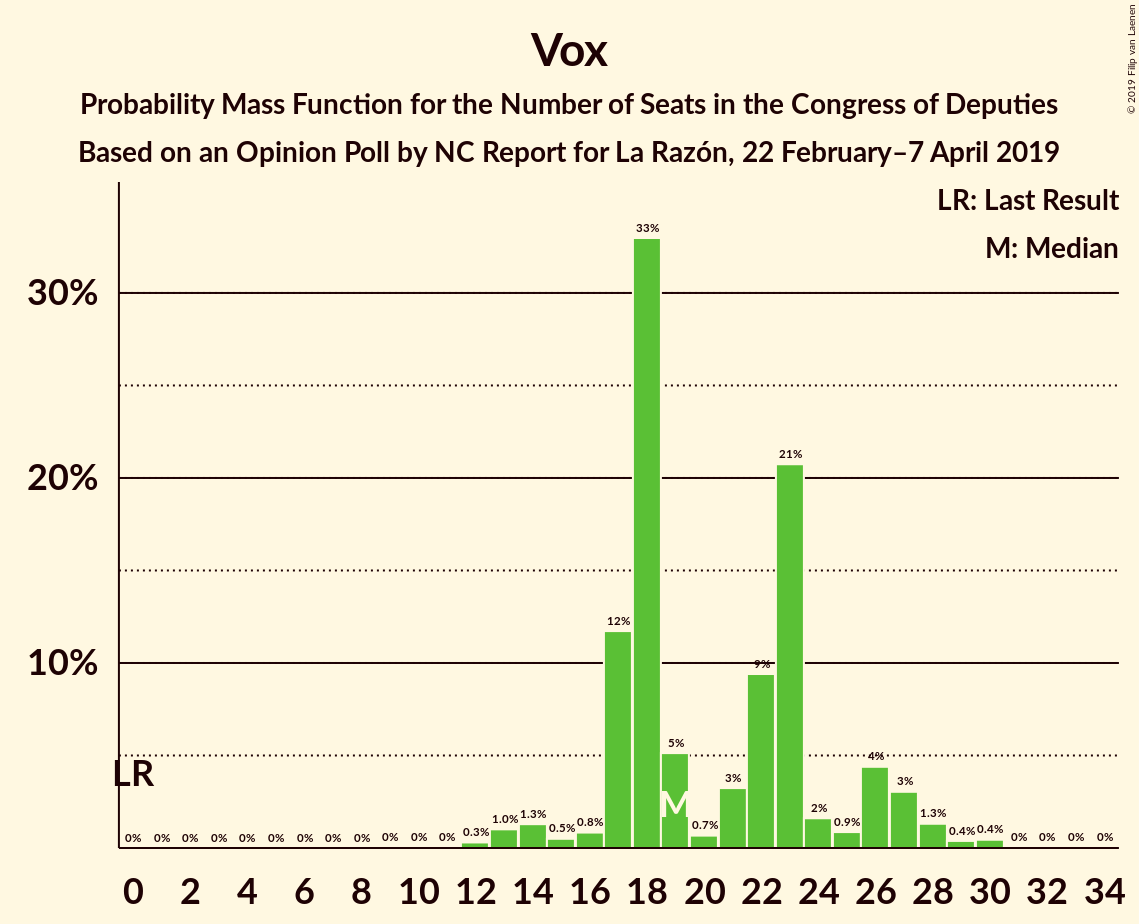 © 2019 Filip van Laenen
Vox
Probability Mass Function for the Number of Seats in the Congress of Deputies
Based on an Opinion Poll by NC Report for La Razón, 22 February–7 April 2019
LR: Last Result
M: Median
30%
20%
10%
LR
M
0% 0% 0% 0% 0% 0% 0% 0% 0% 0% 0% 0% 0.3% 1.0% 1.3% 0.5% 0.8% 12% 33% 5% 0.7% 3% 9% 21% 2% 0.9% 4% 3% 1.3% 0.4% 0.4% 0% 0% 0% 0%
0 2 4 6 8 10 12 14 16 18 20 22 24 26 28 30 32 34